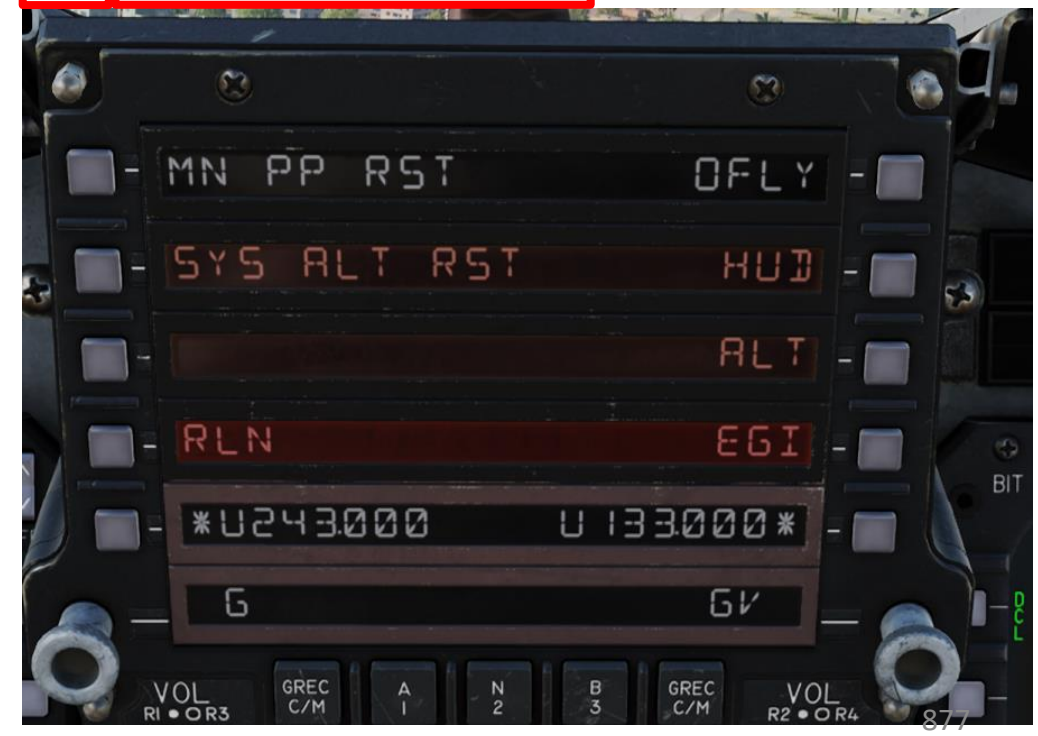 MN PP RST OFLY
SYS ALT RST HUD
ALT
RLN EGI
*U243.000 U133.000*
G GV
BIT
DCL
VOL
R1 R3
GREC C/M
A 1
N 2
B 3
GREC C/M
VOL
R2 R4
877